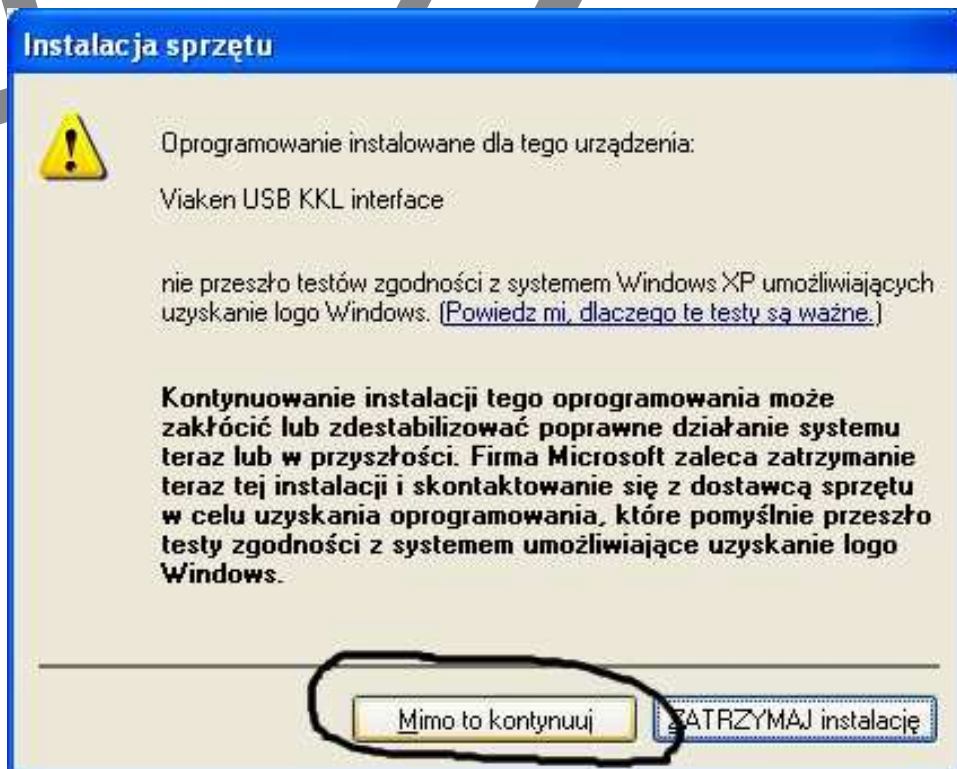 Instalacja sprzętu
Oprogramowanie instalowane dla tego urządzenia:
Viaken USB KKL interface
nie przeszło testów zgodności z systemem Windows XP umożliwiających
uzyskanie logo Windows. (Powiedz mi, dlaczego te testy są ważne.)
Kontynuowanie instalacji tego oprogramowania może
zakłócić lub zdestabilizować poprawne działanie systemu
teraz lub w przyszłości. Firma Microsoft zaleca zatrzymanie
teraz tej instalacji i skontaktowanie się z dostawcą sprzętu
w celu uzyskania oprogramowania, które pomyślnie przeszło
testy zgodności z systemem umożliwiające uzyskanie logo
Windows.
Mimo to kontynuuj ZATRZYMAJ instalację